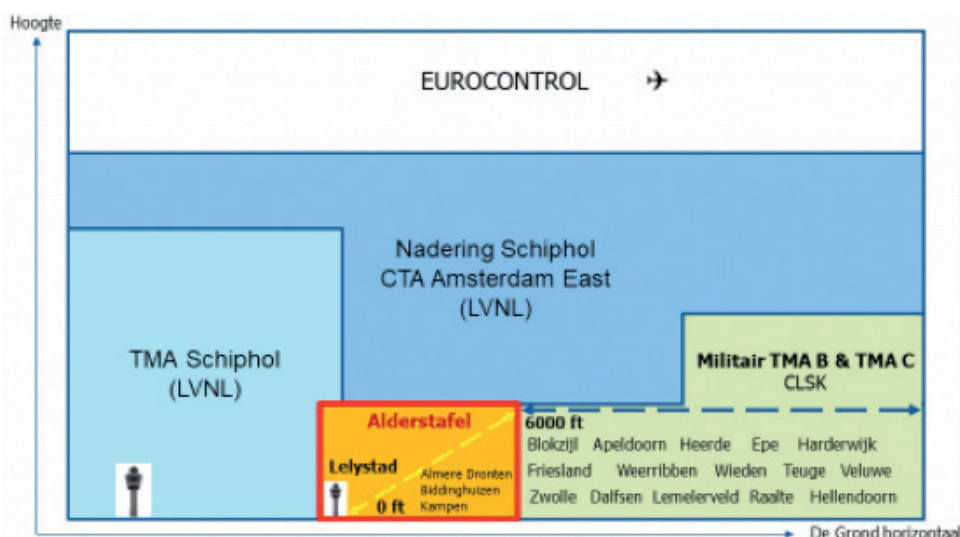 Hoogte
EUROCONTROL
Nadering Schiphol
CTA Amsterdam East
(LVNL)
TMA Schiphol
(LVNL)
Militair TMA B & TMA C
CLSK
Alderstafel
Lelystad
0 ft
Almere Dronten
Biddinghuizen
Kampen
6000 ft
Blokzijl Apeldoorn Heerde Epe Harderwijk
Friesland Weerribben Wieden Teuge Veluwe
Zwolle Dalfsen Lemelerveld Raalte Hellendoorn
De Grond horizontaal